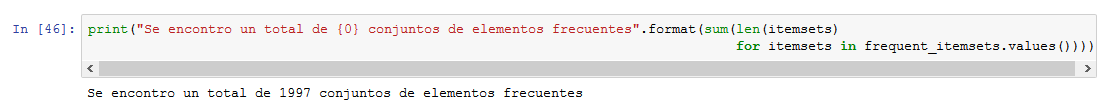 In [46]: print("Se encontro un total de {0} conjuntos de elementos frecuentes".format(sum(len(itemsets)
for itemsets in frequent_itemsets.values())))
Se encontro un total de 1997 conjuntos de elementos frecuentes